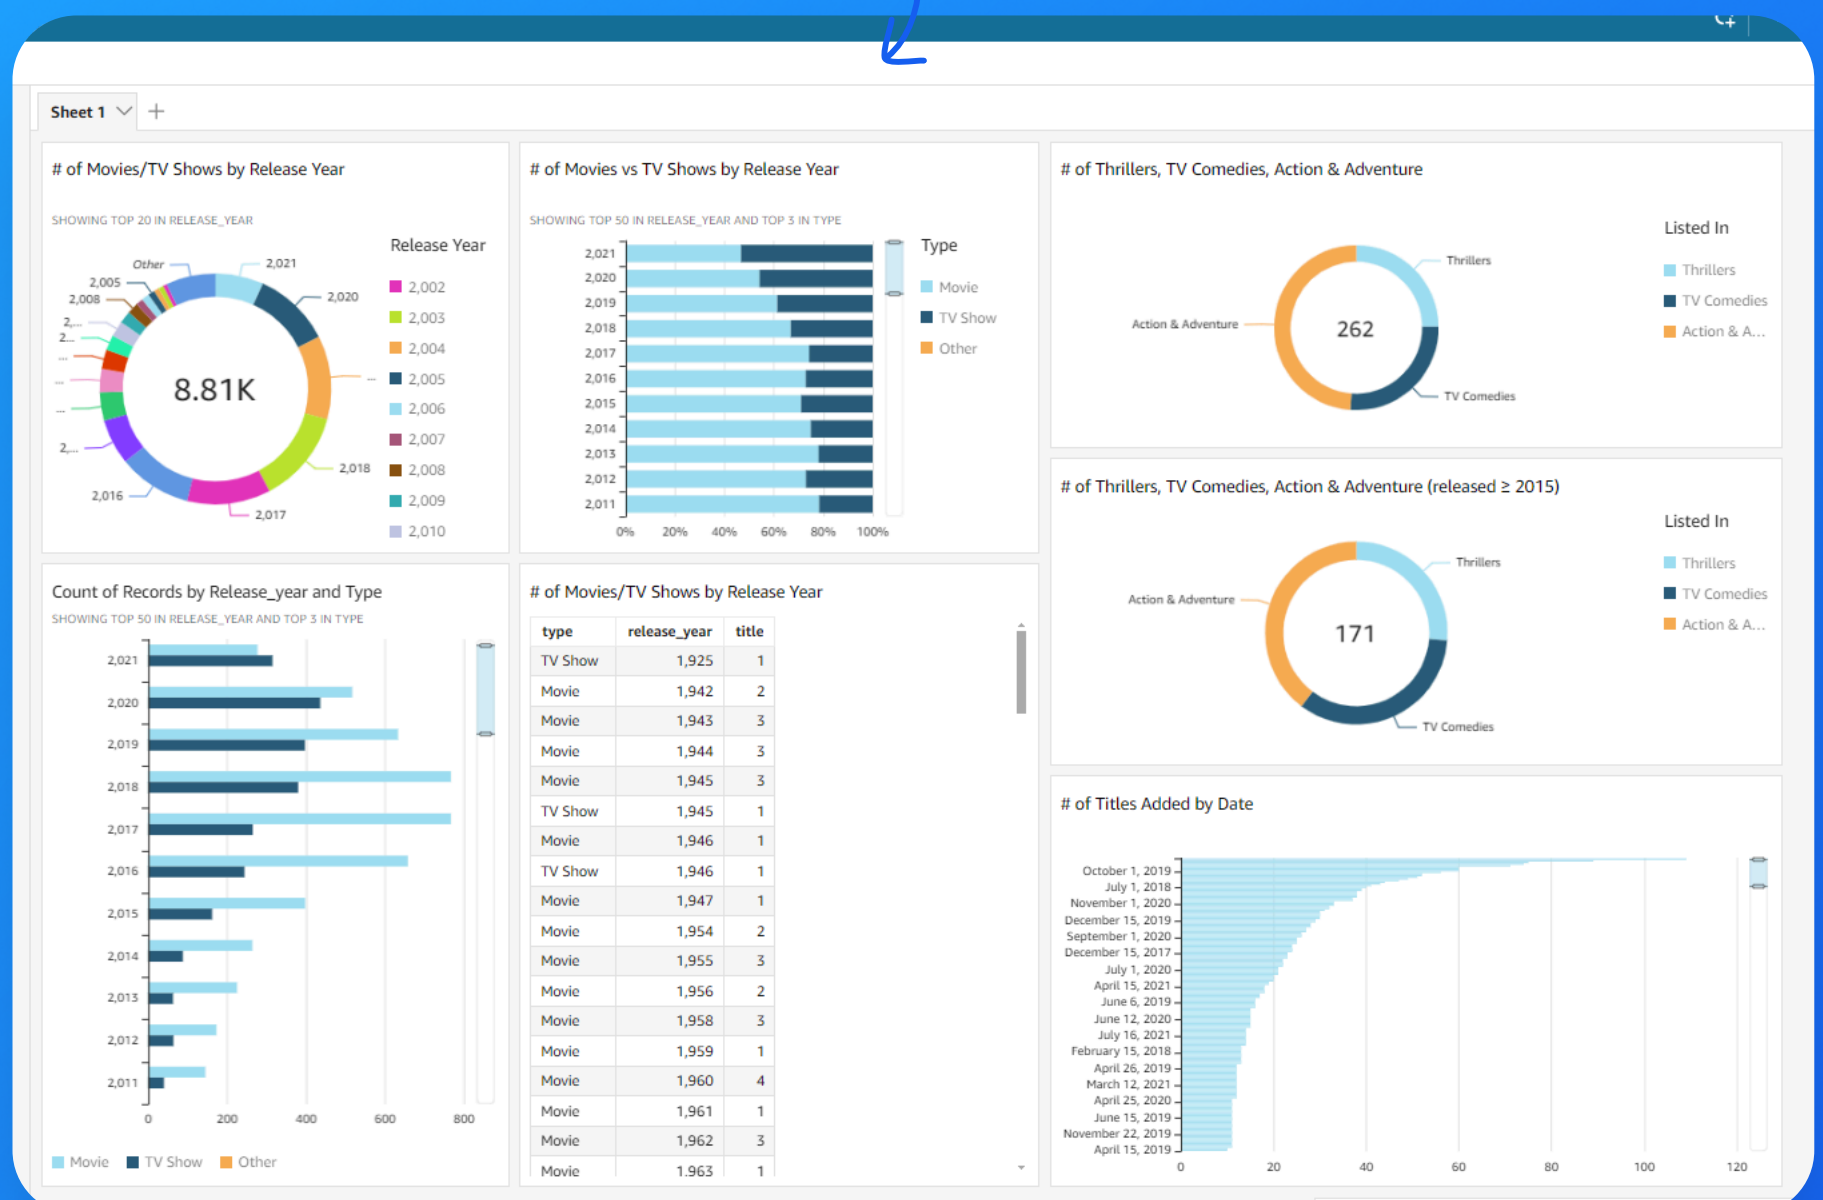 Sheet 1
# of Movies/TV Shows by Release Year
SHOWING TOP 20 IN RELEASE_YEAR
Release Year
Other
2,021
2,005
2,020
2,008
2,...
2...
...
...
...
...
2,...
2,018
2,016
2,017
8.81K
2,002
2,003
2,004
2,005
2,006
2,007
2,008
2,009
2,010
# of Movies vs TV Shows by Release Year
SHOWING TOP 50 IN RELEASE_YEAR AND TOP 3 IN TYPE
2,021
2,020
2,019
2,018
2,017
2,016
2,015
2,014
2,013
2,012
2,011
0% 20% 40% 60% 80% 100%
Type
Movie
TV Show
Other
# of Thrillers, TV Comedies, Action & Adventure
Thrillers
Action & Adventure
262
TV Comedies
Listed In
Thrillers
TV Comedies
Action & A...
# of Thrillers, TV Comedies, Action & Adventure (released ≥ 2015)
Thrillers
Action & Adventure
171
TV Comedies
Listed In
Thrillers
TV Comedies
Action & A...
Count of Records by Release_year and Type
SHOWING TOP 50 IN RELEASE_YEAR AND TOP 3 IN TYPE
2,021
2,020
2,019
2,018
2,017
2,016
2,015
2,014
2,013
2,012
2,011
0 200 400 600 800
Movie TV Show Other
# of Movies/TV Shows by Release Year
type release_year title
TV Show 1,925 1
Movie 1,942 2
Movie 1,943 3
Movie 1,944 3
Movie 1,945 3
TV Show 1,945 1
Movie 1,946 1
TV Show 1,946 1
Movie 1,947 1
Movie 1,954 2
Movie 1,955 3
Movie 1,956 2
Movie 1,958 3
Movie 1,959 1
Movie 1,960 4
Movie 1,961 1
Movie 1,962 3
Movie 1,963 1
# of Titles Added by Date
October 1, 2019
July 1, 2018
November 1, 2020
December 15, 2019
September 1, 2020
December 15, 2017
July 1, 2020
April 15, 2021
June 6, 2019
June 12, 2020
July 16, 2021
February 15, 2018
April 26, 2019
March 12, 2021
April 25, 2020
June 15, 2019
November 22, 2019
April 15, 2019
0 20 40 60 80 100 120